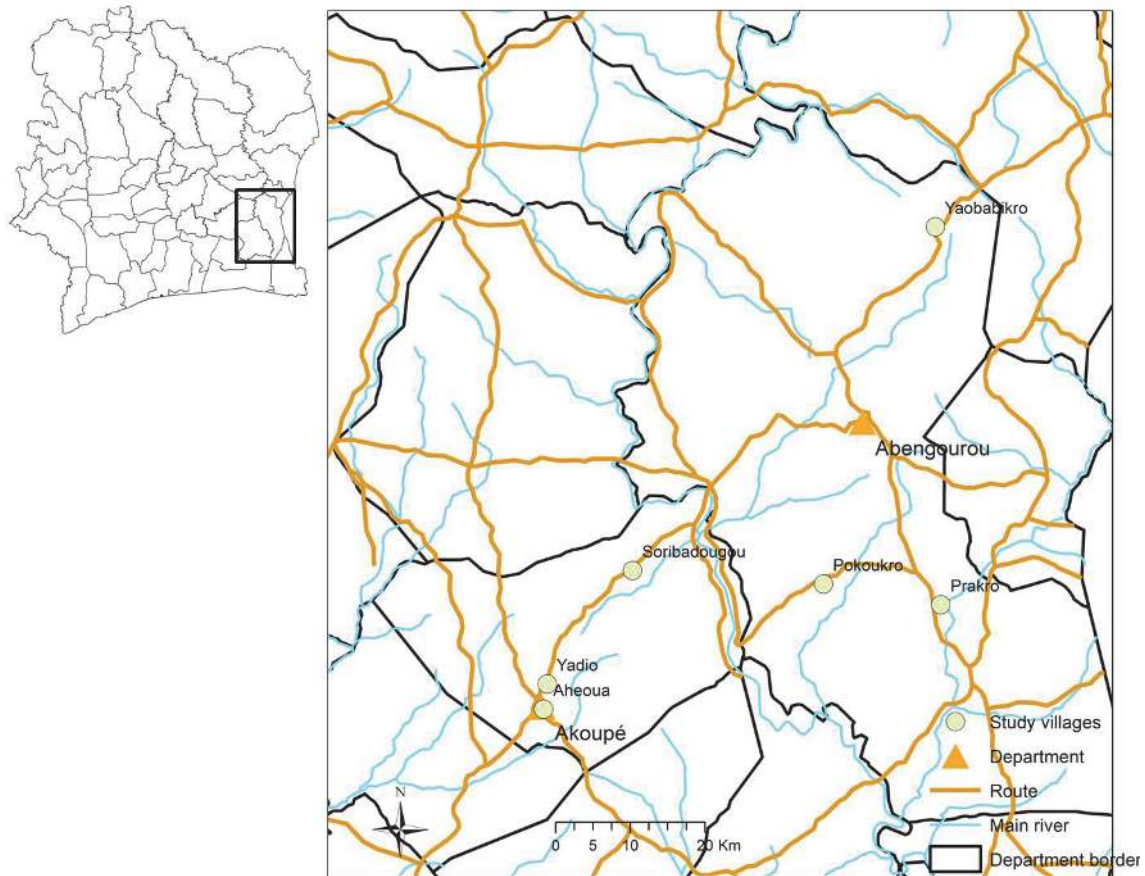 Yaobabikro
Abengourou
Soribadougou
Pokoukro
Prakro
Yadio
Aheoua
Akoupé
Study villages
Department
Route
Main river
Department border
N
0 5 10 20 Km